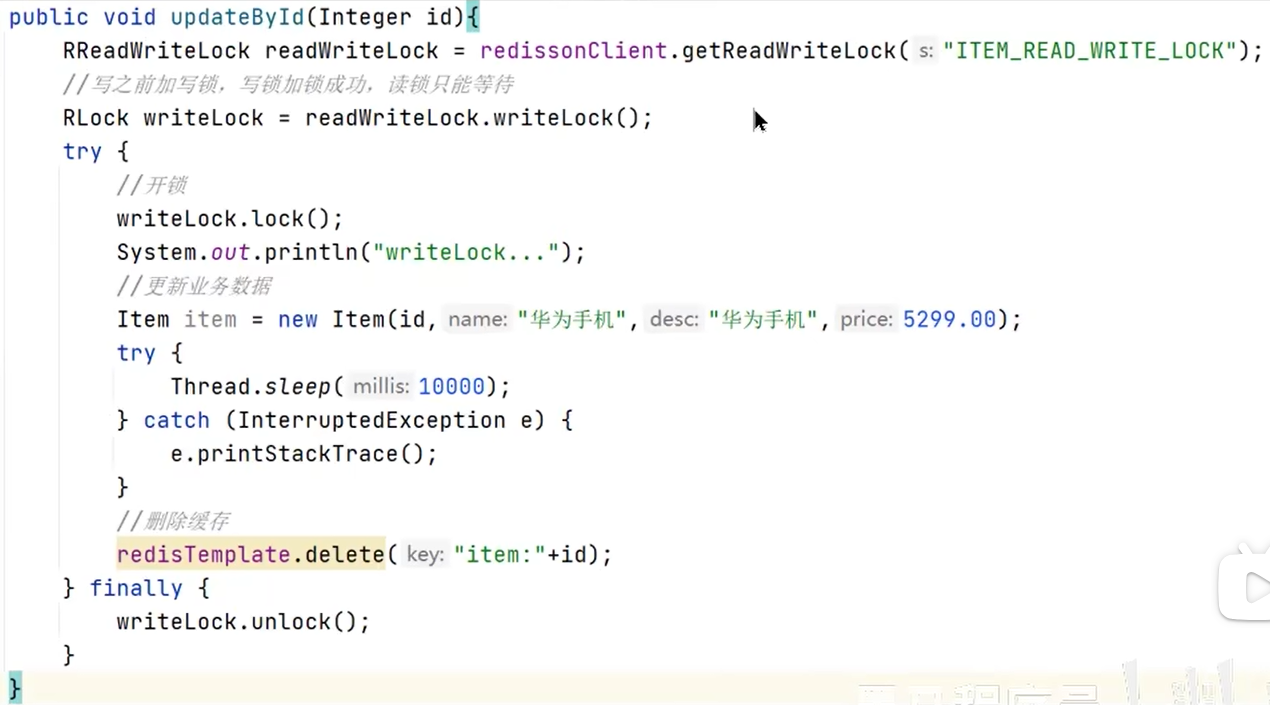 public void updateById(Integer id){
RReadWriteLock readWriteLock = redissonClient.getReadWriteLock( s: "ITEM_READ_WRITE_LOCK");
//写之前加写锁，写锁加锁成功，读锁只能等待
RLock writeLock = readWriteLock.writeLock();
try {
//开锁
writeLock.lock();
System.out.println("writeLock...");
//更新业务数据
Item item = new Item(id, name: "华为手机", desc: "华为手机", price: 5299.00);
try {
Thread.sleep( millis: 10000);
} catch (InterruptedException e) {
e.printStackTrace();
}
//删除缓存
redisTemplate.delete( key: "item:"+id);
} finally {
writeLock.unlock();
}
}